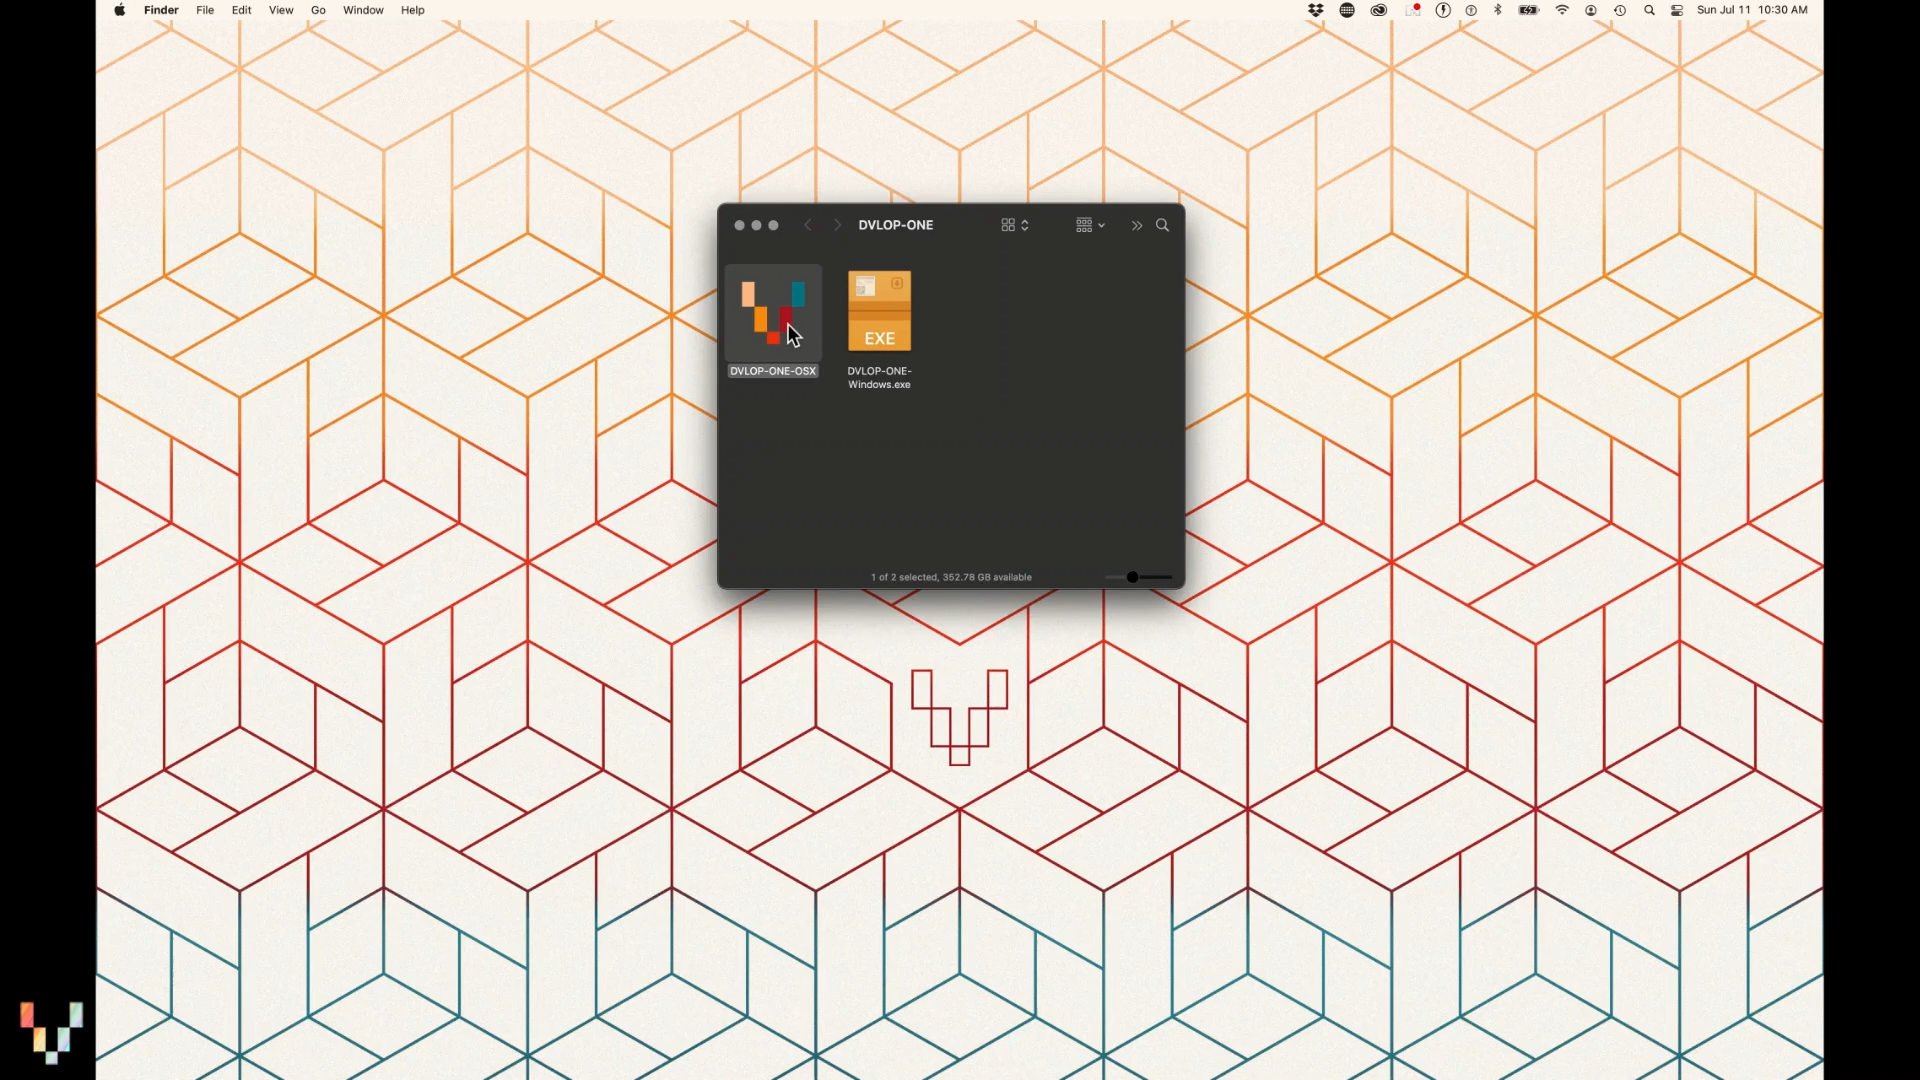 Finder File Edit View Go Window Help
Sun Jul 11 10:30 AM
DVLOP-ONE
EXE
DVLOP-ONE-OSX
DVLOP-ONE-
Windows.exe
1 of 2 selected, 352.78 GB available